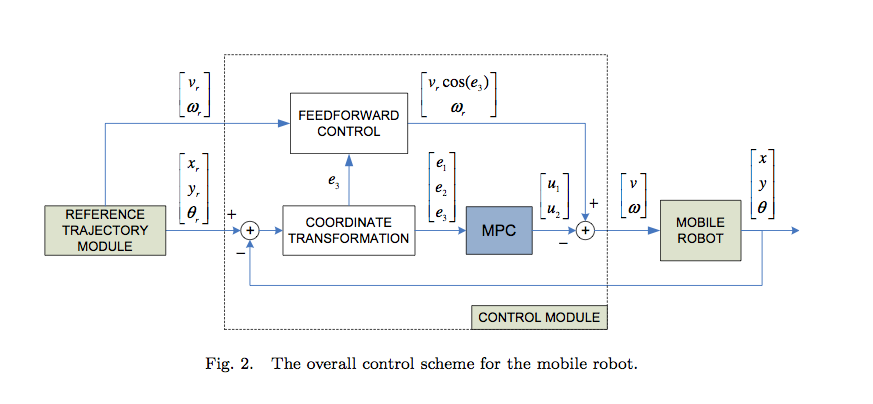 v_r
ω_r
v_r cos(e_3)
ω_r
FEEDFORWARD
CONTROL
x_r
y_r
θ_r
e_3
e_1
e_2
e_3
u_1
u_2
v
ω
x
y
θ
+
−
+
−
+
+
REFERENCE
TRAJECTORY
MODULE
COORDINATE
TRANSFORMATION
MPC
MOBILE
ROBOT
CONTROL MODULE
Fig. 2. The overall control scheme for the mobile robot.